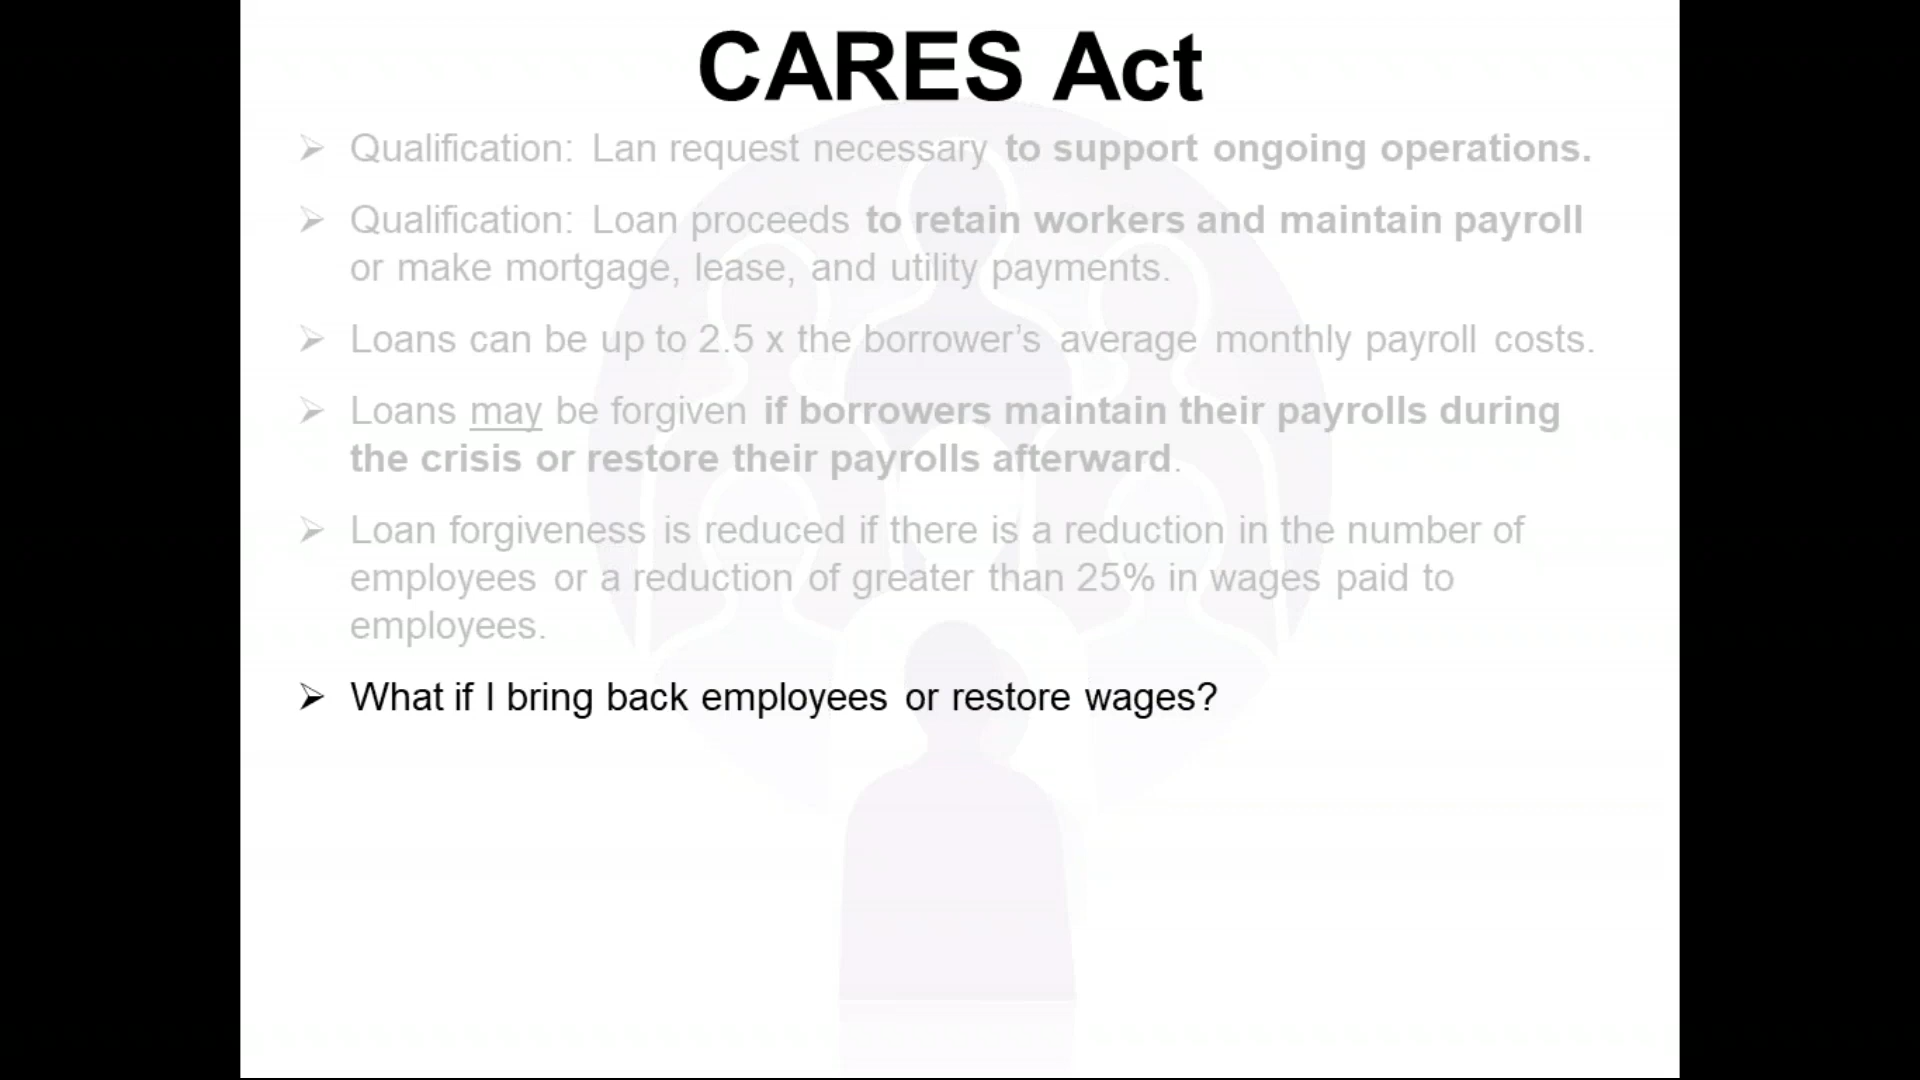 CARES Act
➢ Qualification: Lan request necessary to support ongoing operations.
➢ Qualification: Loan proceeds to retain workers and maintain payroll
or make mortgage, lease, and utility payments.
➢ Loans can be up to 2.5 x the borrower's average monthly payroll costs.
➢ Loans may be forgiven if borrowers maintain their payrolls during
the crisis or restore their payrolls afterward.
➢ Loan forgiveness is reduced if there is a reduction in the number of
employees or a reduction of greater than 25% in wages paid to
employees.
➢ What if I bring back employees or restore wages?